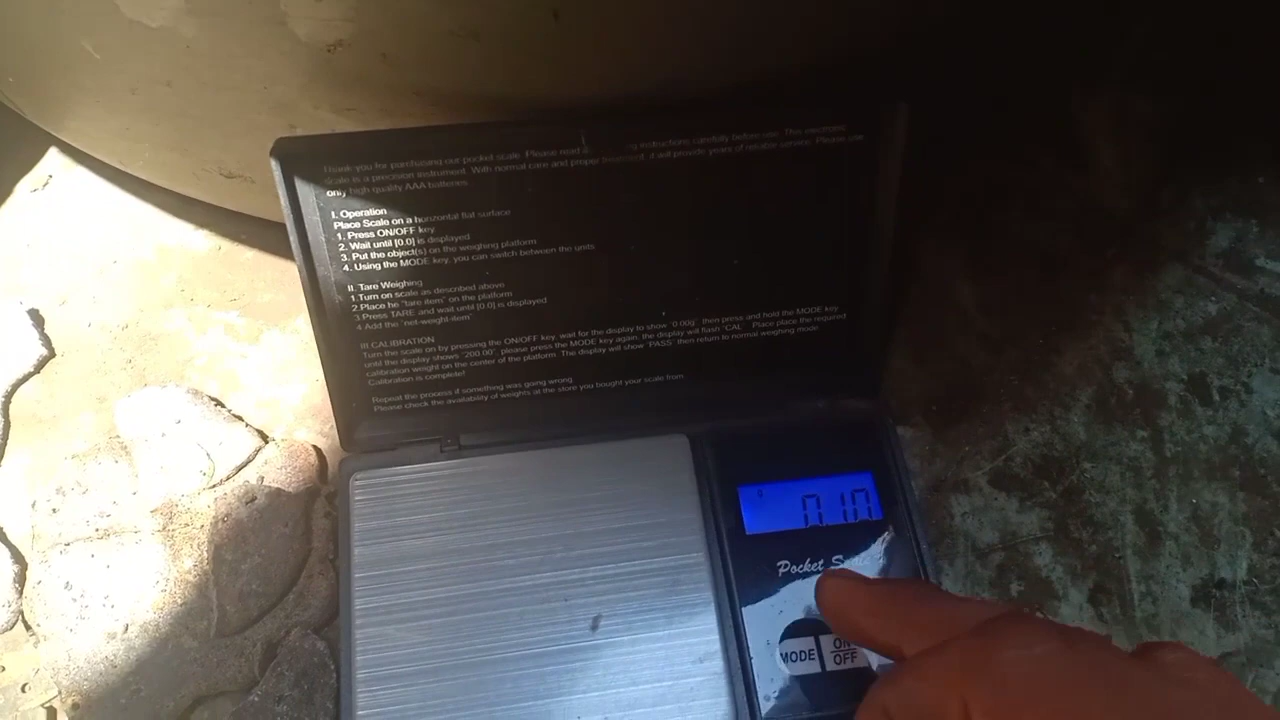 Thank you for purchasing our pocket scale. Please read instructions carefully before use. This electronic
scale is a precision instrument. With normal care and proper treatment, it will provide years of reliable service. Please use
only high quality AAA batteries.
I. Operation
Place Scale on a horizontal flat surface
1. Press ON/OFF key
2. Wait until [0.0] is displayed
3. Put the object(s) on the weighing platform
4. Using the MODE key, you can switch between the units
II. Tare Weighing
1.Turn on scale as described above
2.Place he "tare item" on the platform
3.Press TARE and wait until [0.0] is displayed
4.Add the "net-weight-item"
III.CALIBRATION
Turn the scale on by pressing the ON/OFF key, wait for the display to show "0.00g", then press and hold the MODE key
until the display shows "200.00", please press the MODE key again, the display will flash "CAL". Place place the required
calibration weight on the center of the platform. The display will show "PASS" then return to normal weighing mode.
Calibration is complete!
Repeat the process if something was going wrong.
Please check the availability of weights at the store you bought your scale from.
g
0.10
Pocket
MODE
ON
OFF